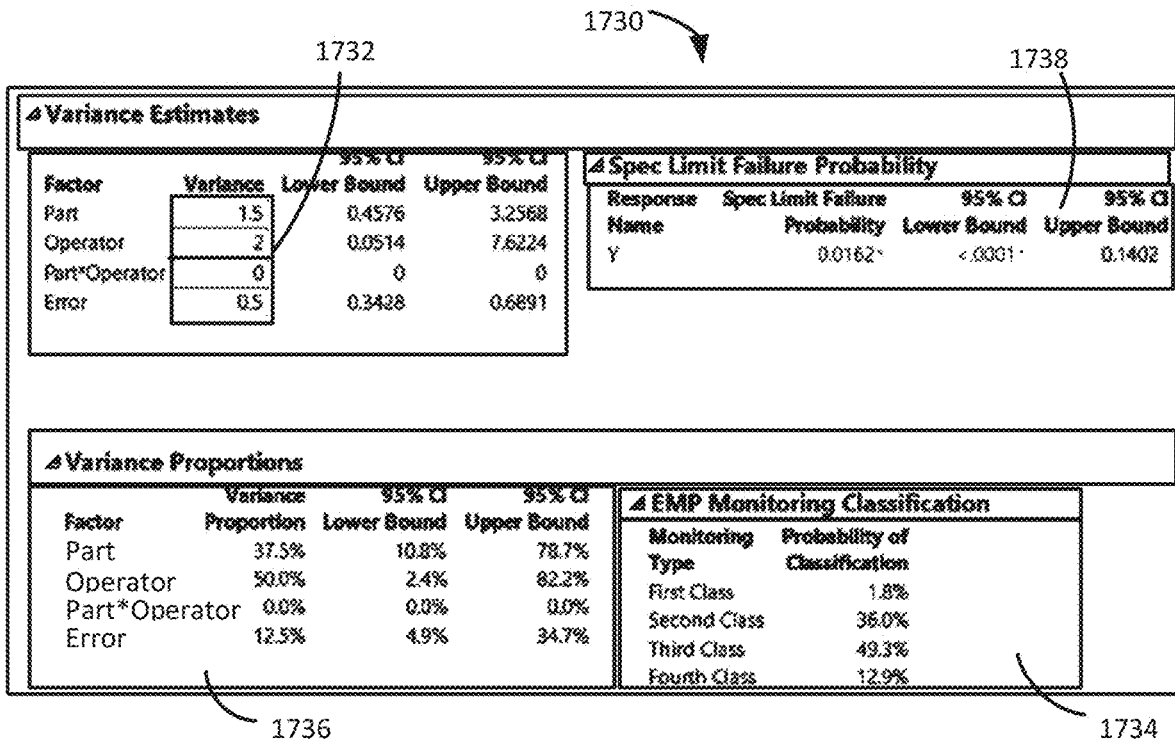 1730
1732
1738
Variance Estimates
95% CI 95% CI
Factor Variance Lower Bound Upper Bound
Part 1.5 0.4576 3.2568
Operator 2 0.0514 7.6224
Part*Operator 0 0 0
Error 0.5 0.3428 0.6891
Spec Limit Failure Probability
Response Spec Limit Failure 95% CI 95% CI
Name Probability Lower Bound Upper Bound
Y 0.0162* <.0001* 0.1402
Variance Proportions
Variance 95% CI 95% CI
Factor Proportion Lower Bound Upper Bound
Part 37.5% 10.8% 78.7%
Operator 50.0% 2.4% 82.2%
Part*Operator 0.0% 0.0% 0.0%
Error 12.5% 4.9% 34.7%
EMP Monitoring Classification
Monitoring Probability of
Type Classification
First Class 1.8%
Second Class 36.0%
Third Class 49.3%
Fourth Class 12.9%
1736
1734